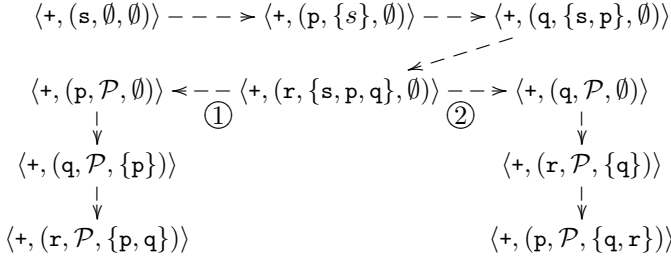 ⟨+, (s, ∅, ∅)⟩ ⟨+, (p, {s}, ∅)⟩ ⟨+, (q, {s, p}, ∅)⟩
⟨+, (p, 𝒫, ∅)⟩ ① ⟨+, (r, {s, p, q}, ∅)⟩ ② ⟨+, (q, 𝒫, ∅)⟩
⟨+, (q, 𝒫, {p})⟩ ⟨+, (r, 𝒫, {q})⟩
⟨+, (r, 𝒫, {p, q})⟩ ⟨+, (p, 𝒫, {q, r})⟩